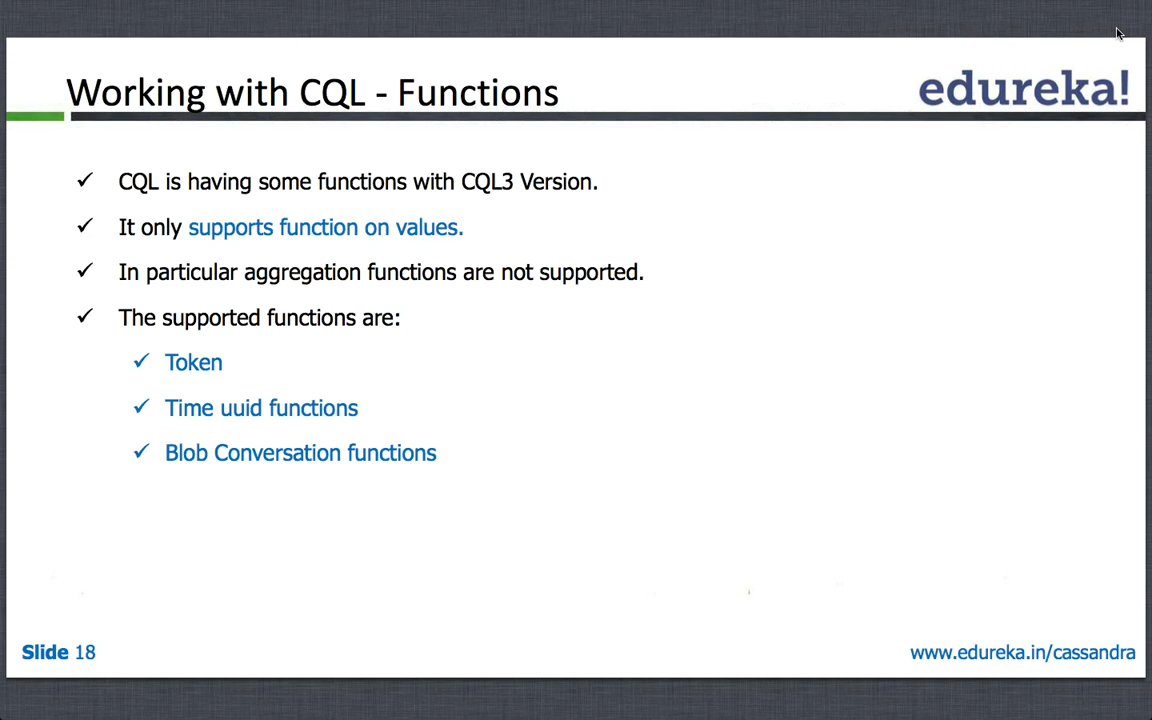 Working with CQL - Functions
edureka!
CQL is having some functions with CQL3 Version.
It only supports function on values.
In particular aggregation functions are not supported.
The supported functions are:
Token
Time uuid functions
Blob Conversation functions
Slide 18
www.edureka.in/cassandra